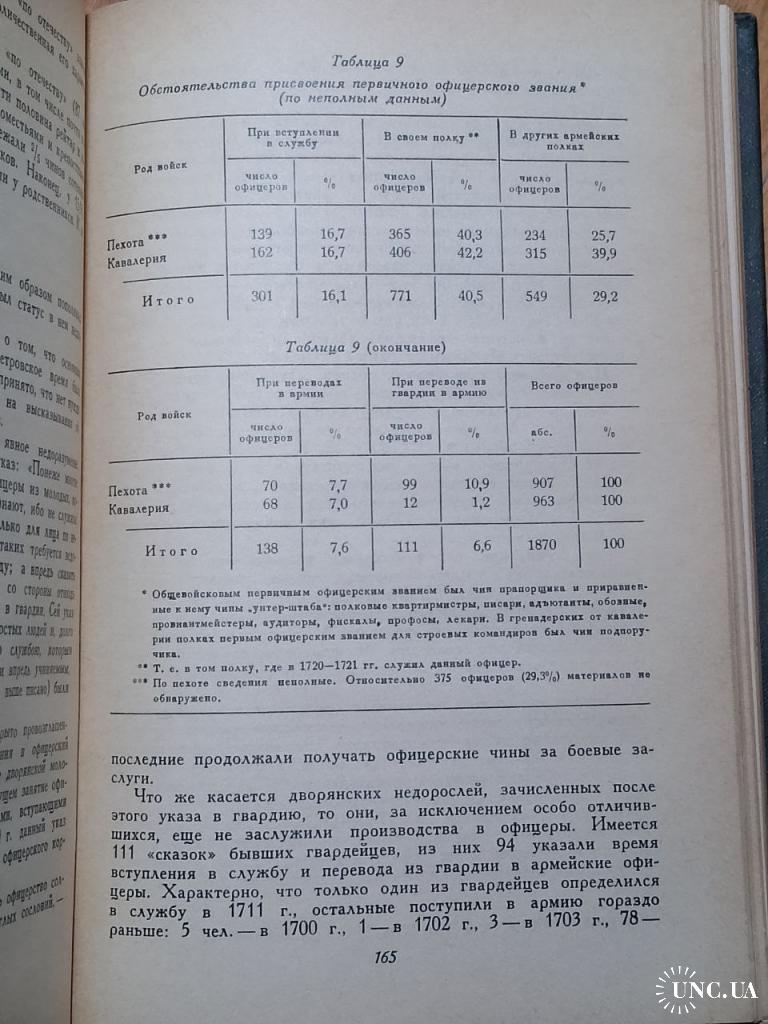 Таблица 9
Обстоятельства присвоения первичного офицерского звания*
(по неполным данным)
Род войск | При вступлении в службу | В своем полку ** | В других армейских полках
число офицеров | % | число офицеров | % | число офицеров | %
Пехота *** | 139 | 16,7 | 365 | 40,3 | 234 | 25,7
Кавалерия | 162 | 16,7 | 406 | 42,2 | 315 | 39,9
Итого | 301 | 16,1 | 771 | 40,5 | 549 | 29,2
Таблица 9 (окончание)
Род войск | При переводах в армии | При переводе из гвардии в армию | Всего офицеров
число офицеров | % | число офицеров | % | абс. | %
Пехота *** | 70 | 7,7 | 99 | 10,9 | 907 | 100
Кавалерия | 68 | 7,0 | 12 | 1,2 | 963 | 100
Итого | 138 | 7,6 | 111 | 6,6 | 1870 | 100
* Общевойсковым первичным офицерским званием был чин прапорщика и приравнен-
ные к нему чипы „унтер-штаба“: полковые квартирмистры, писари, адъютанты, обозные,
провиантмейстеры, аудиторы, фискалы, профосы, лекари. В гренадерских от кавале-
рии полках первым офицерским званием для строевых командиров был чин подпору-
чика.
** Т. е. в том полку, где в 1720—1721 гг. служил данный офицер.
*** По пехоте сведения неполные. Относительно 375 офицеров (29,3%) материалов не
обнаружено.
последние продолжали получать офицерские чины за боевые за-
слуги.
Что же касается дворянских недорослей, зачисленных после
этого указа в гвардию, то они, за исключением особо отличив-
шихся, еще не заслужили производства в офицеры. Имеется
111 «сказок» бывших гвардейцев, из них 94 указали время
вступления в службу и перевода из гвардии в армейские офи-
церы. Характерно, что только один из гвардейцев определился
в службу в 1711 г., остальные поступили в армию гораздо
раньше: 5 чел.—в 1700 г., 1—в 1702 г., 3—в 1703 г., 78—
165
UNC.UA